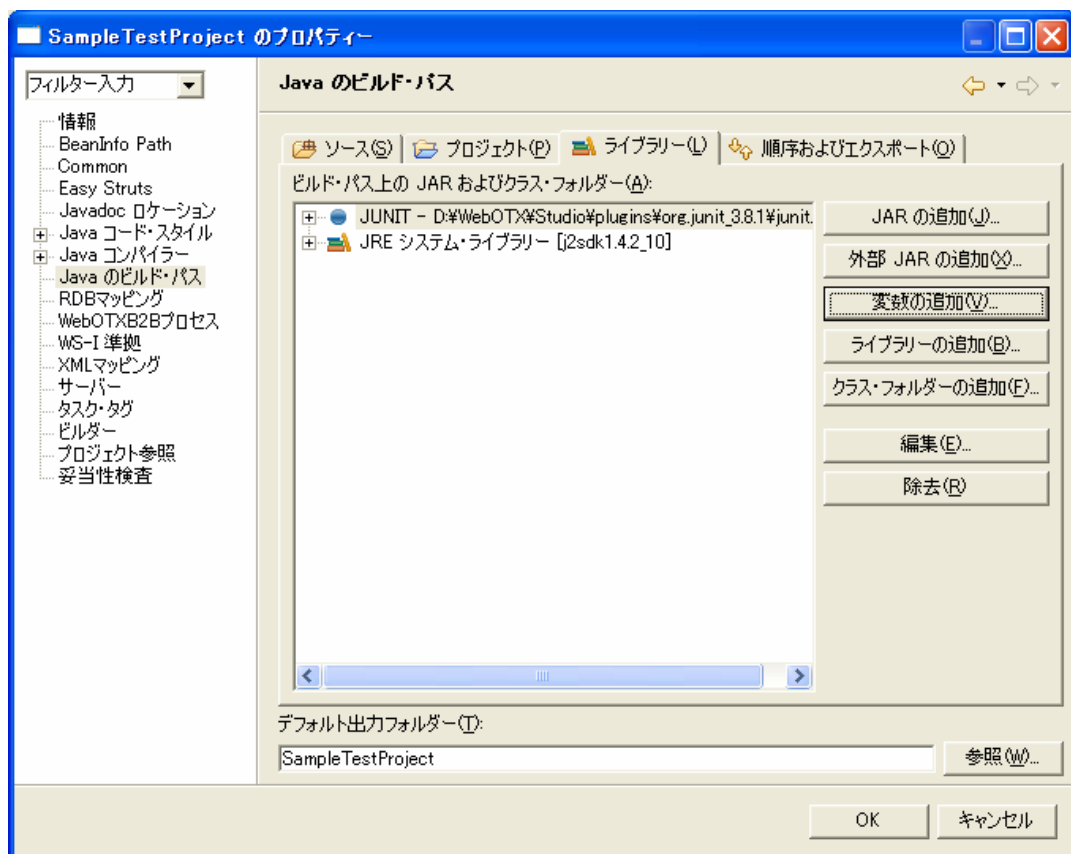 SampleTestProject のプロパティー
フィルター入力
情報
BeanInfo Path
Common
Easy Struts
Javadoc ロケーション
Java コード・スタイル
Java コンパイラー
Java のビルド・パス
RDBマッピング
WebOTXB2Bプロセス
WS-I 準拠
XMLマッピング
サーバー
タスク・タグ
ビルダー
プロジェクト参照
妥当性検査
Java のビルド・パス
ソース(S) プロジェクト(P) ライブラリー(L) 順序およびエクスポート(O)
ビルド・パス上の JAR およびクラス・フォルダー(A):
JUNIT - D:¥WebOTX¥Studio¥plugins¥org.junit_3.8.1¥junit.
JRE システム・ライブラリー [j2sdk1.4.2_10]
JAR の追加(J)...
外部 JAR の追加(X)...
変数の追加(V)...
ライブラリーの追加(B)...
クラス・フォルダーの追加(F)...
編集(E)...
除去(R)
デフォルト出力フォルダー(T):
SampleTestProject
参照(W)...
OK キャンセル